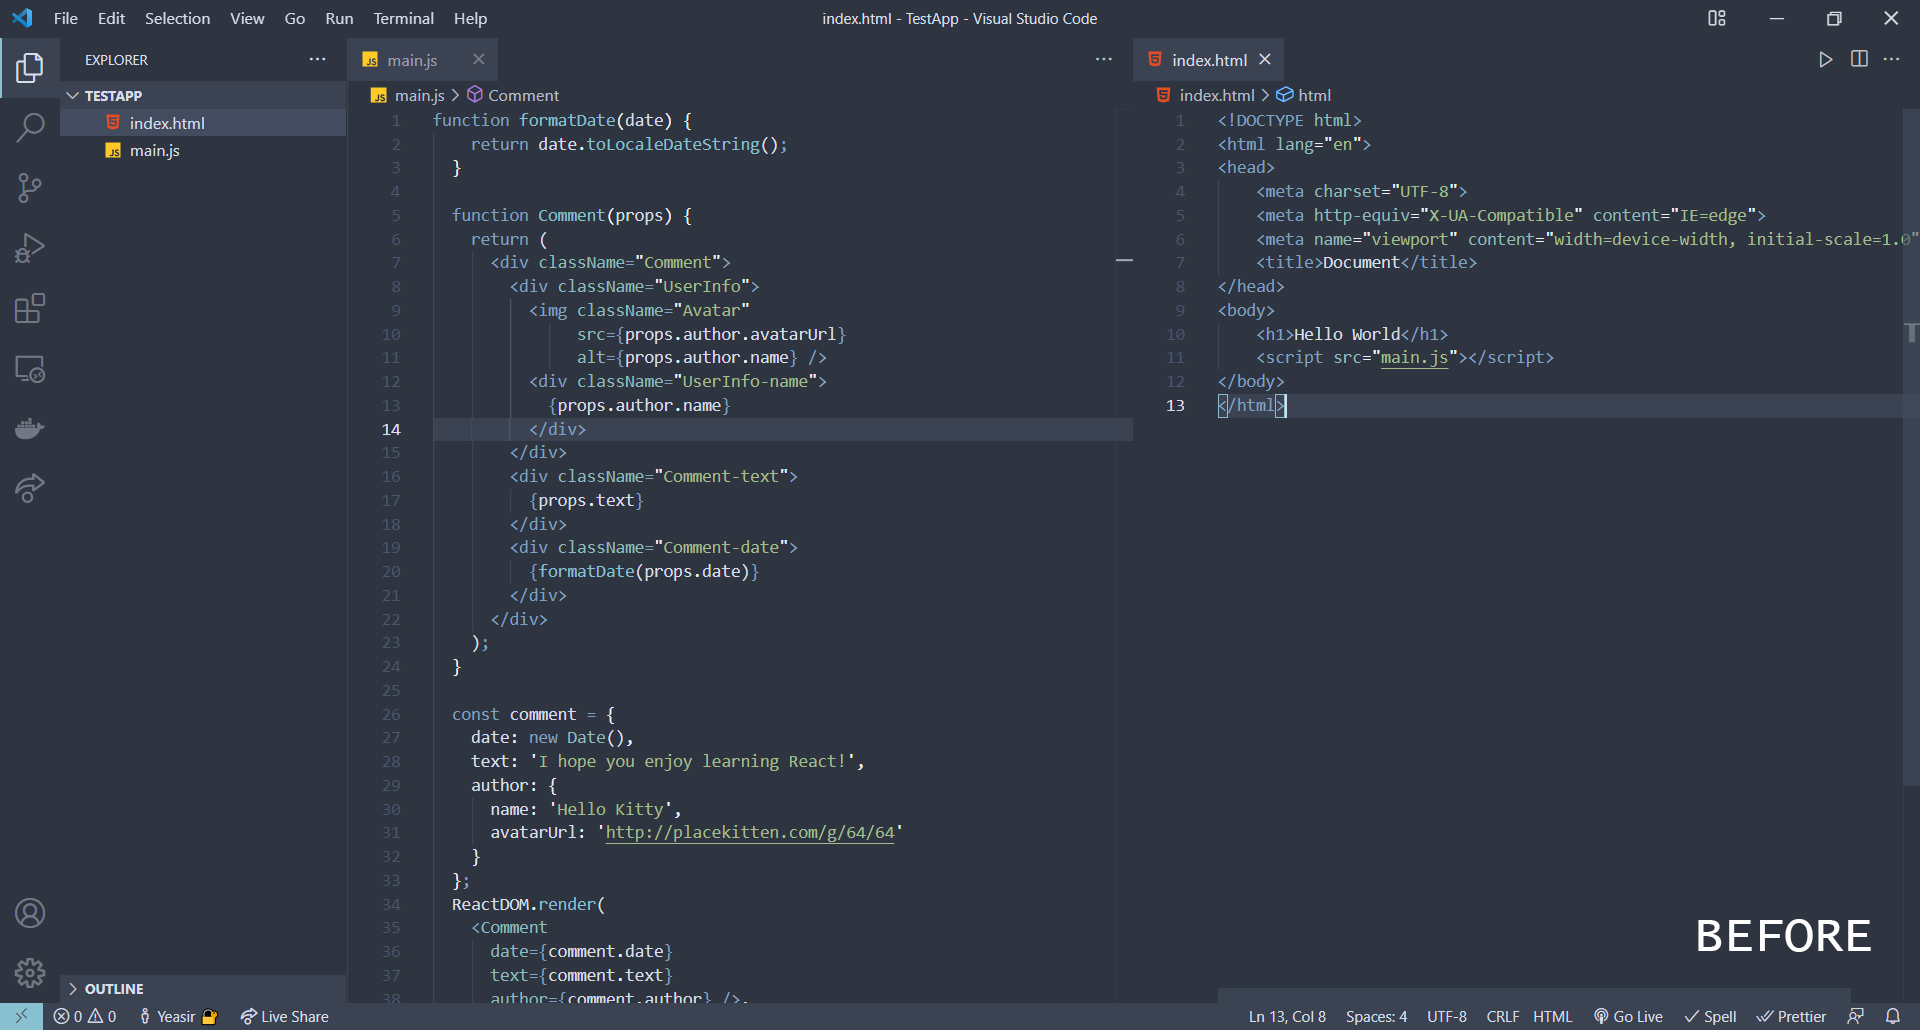 File Edit Selection View Go Run Terminal Help
index.html - TestApp - Visual Studio Code
EXPLORER
TESTAPP
index.html
main.js
OUTLINE
main.js
main.js > Comment
1 function formatDate(date) {
2 return date.toLocaleDateString();
3 }
4
5 function Comment(props) {
6 return (
7 <div className="Comment">
8 <div className="UserInfo">
9 <img className="Avatar"
10 src={props.author.avatarUrl}
11 alt={props.author.name} />
12 <div className="UserInfo-name">
13 {props.author.name}
14 </div>
15 </div>
16 <div className="Comment-text">
17 {props.text}
18 </div>
19 <div className="Comment-date">
20 {formatDate(props.date)}
21 </div>
22 </div>
23 );
24 }
25
26 const comment = {
27 date: new Date(),
28 text: 'I hope you enjoy learning React!',
29 author: {
30 name: 'Hello Kitty',
31 avatarUrl: 'http://placekitten.com/g/64/64'
32 }
33 };
34 ReactDOM.render(
35 <Comment
36 date={comment.date}
37 text={comment.text}
38 author={comment.author} />,
index.html
index.html > html
1 <!DOCTYPE html>
2 <html lang="en">
3 <head>
4 <meta charset="UTF-8">
5 <meta http-equiv="X-UA-Compatible" content="IE=edge">
6 <meta name="viewport" content="width=device-width, initial-scale=1.0"
7 <title>Document</title>
8 </head>
9 <body>
10 <h1>Hello World</h1>
11 <script src="main.js"></script>
12 </body>
13 </html>
BEFORE
0 0 Yeasir Live Share
Ln 13, Col 8 Spaces: 4 UTF-8 CRLF HTML Go Live Spell Prettier